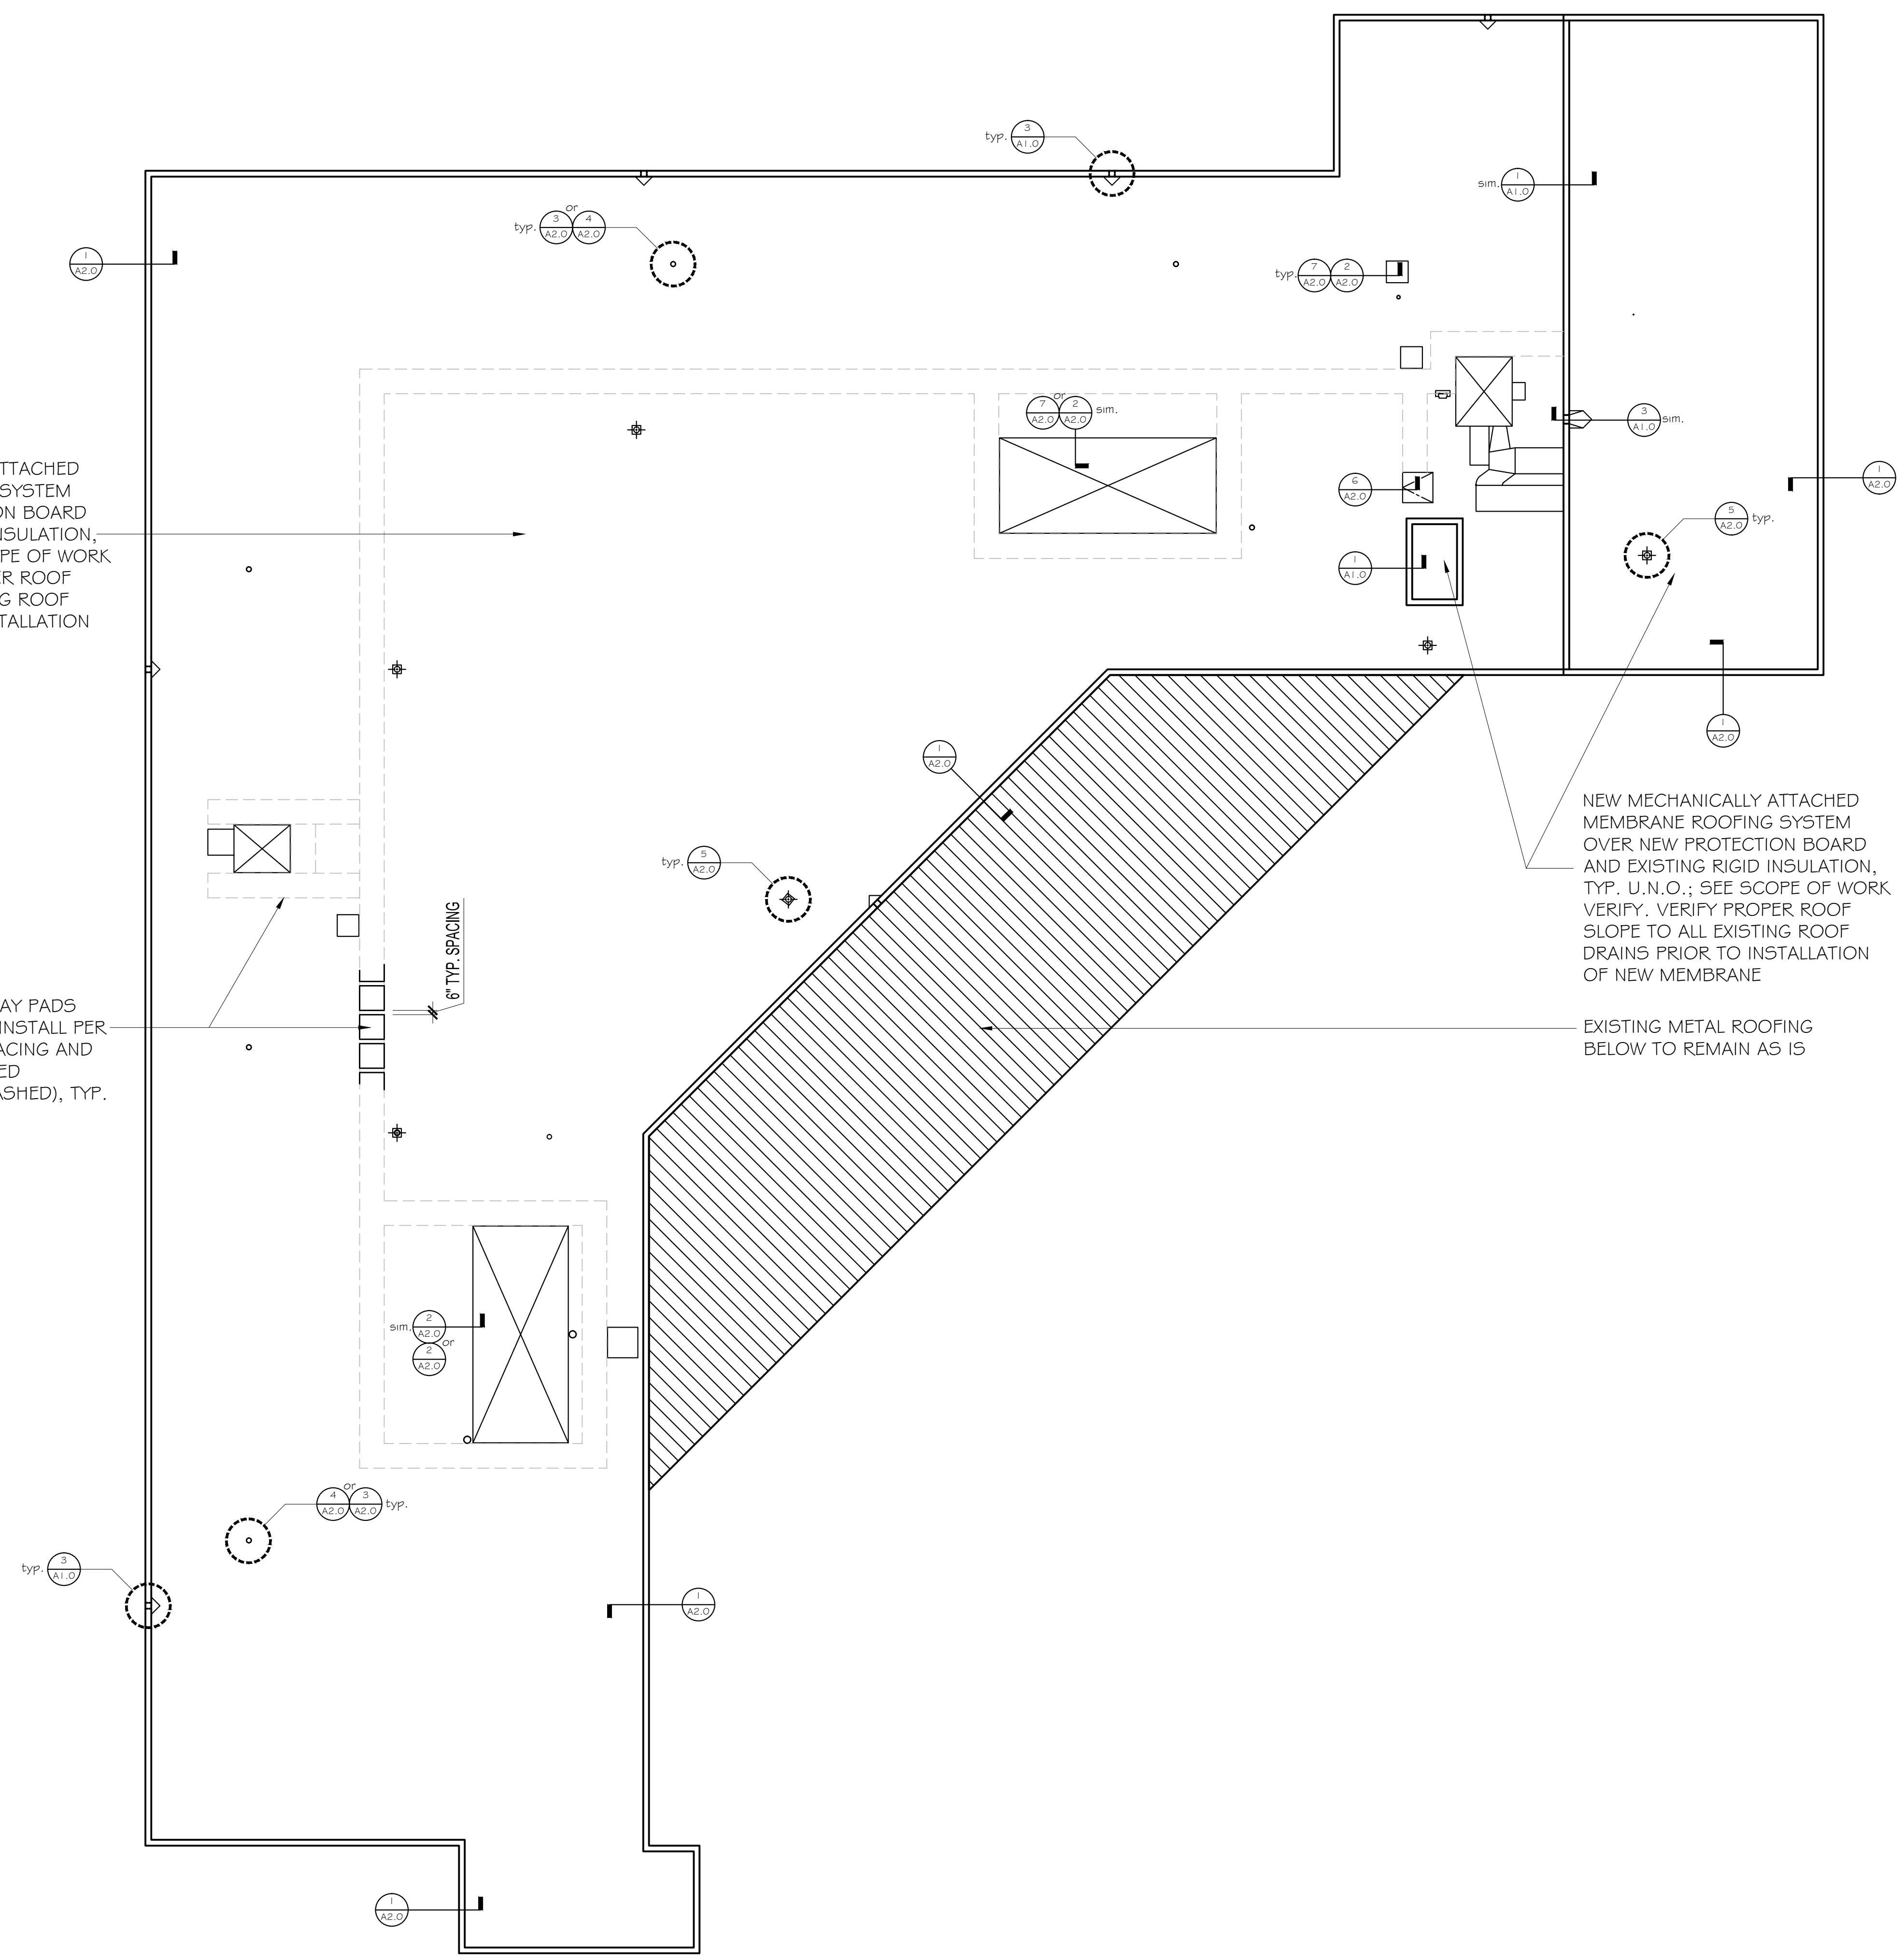 typ.
3
A1.0
sim.
1
A1.0
typ.
or
3
A2.0
4
A2.0
1
A2.0
typ.
7
A2.0
2
A2.0
or
7
A2.0
2
A2.0
sim.
3
A1.0
sim.
6
A2.0
1
A2.0
5
A2.0
typ.
1
A1.0
TTACHED
SYSTEM
ON BOARD
NSULATION,
PE OF WORK
ER ROOF
G ROOF
TALLATION
1
A2.0
1
A2.0
NEW MECHANICALLY ATTACHED
MEMBRANE ROOFING SYSTEM
OVER NEW PROTECTION BOARD
AND EXISTING RIGID INSULATION,
TYP. U.N.O.; SEE SCOPE OF WORK
VERIFY. VERIFY PROPER ROOF
SLOPE TO ALL EXISTING ROOF
DRAINS PRIOR TO INSTALLATION
OF NEW MEMBRANE
typ.
5
A2.0
6" TYP. SPACING
AY PADS
INSTALL PER
ACING AND
ED
ASHED), TYP.
EXISTING METAL ROOFING
BELOW TO REMAIN AS IS
sim.
2
A2.0
or
2
A2.0
or
4
A2.0
3
A2.0
typ.
typ.
3
A1.0
1
A2.0
1
A2.0